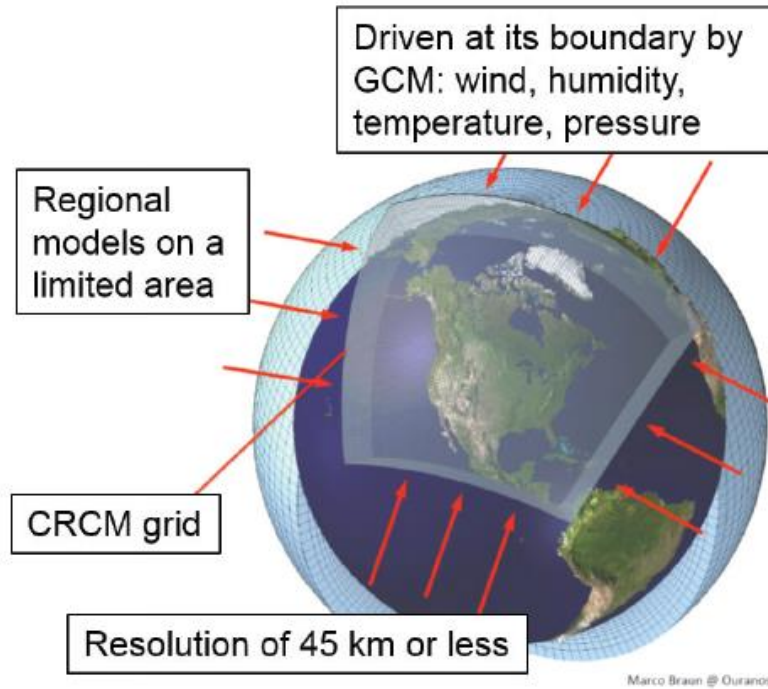 Driven at its boundary by
GCM: wind, humidity,
temperature, pressure
Regional
models on a
limited area
CRCM grid
Resolution of 45 km or less
Marco Braun @ Ouranos